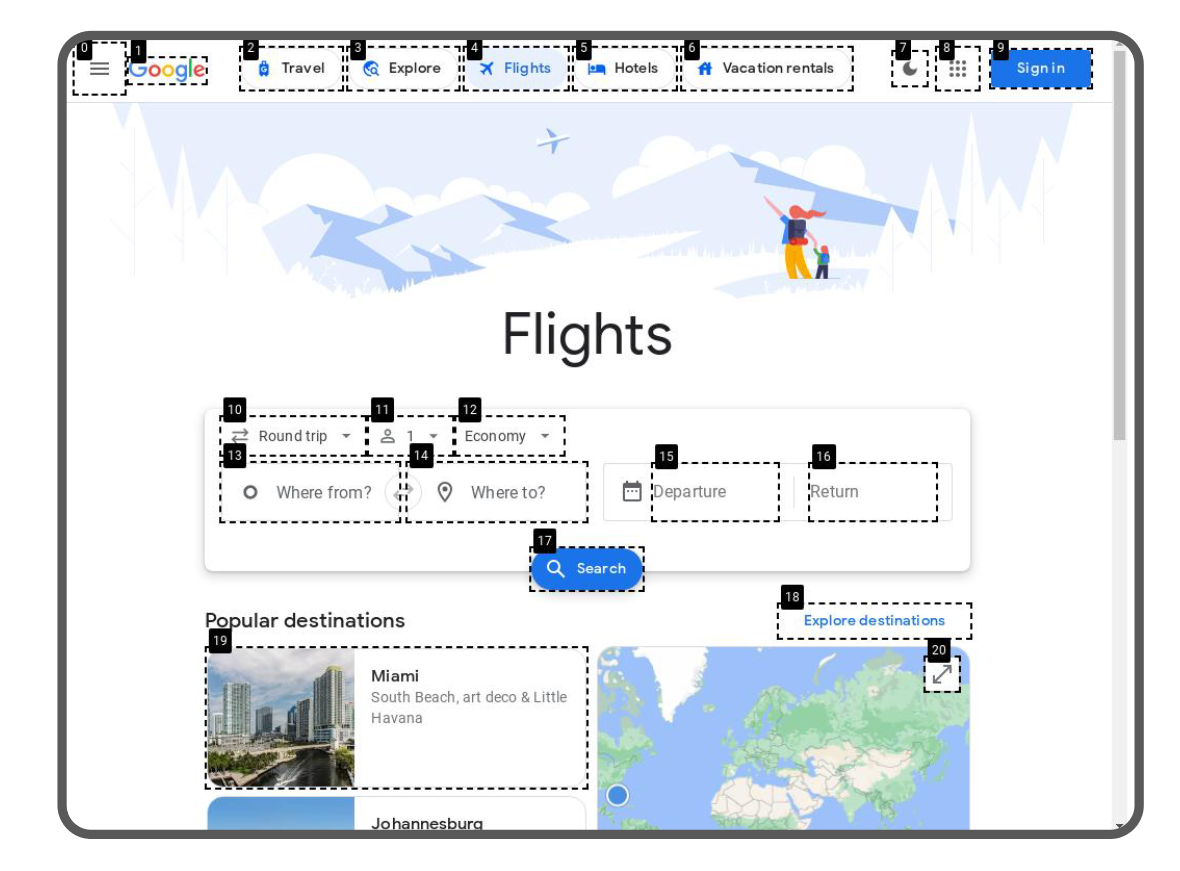 0 1 2 3 4 5 6 7 8 9
Google Travel Explore Flights Hotels Vacation rentals Sign in
Flights
10 11 12
Round trip 1 Economy
13 14 15 16
Where from? Where to? Departure Return
17
Search
18
Popular destinations Explore destinations
19 20
Miami
South Beach, art deco & Little
Havana
Johannesburg